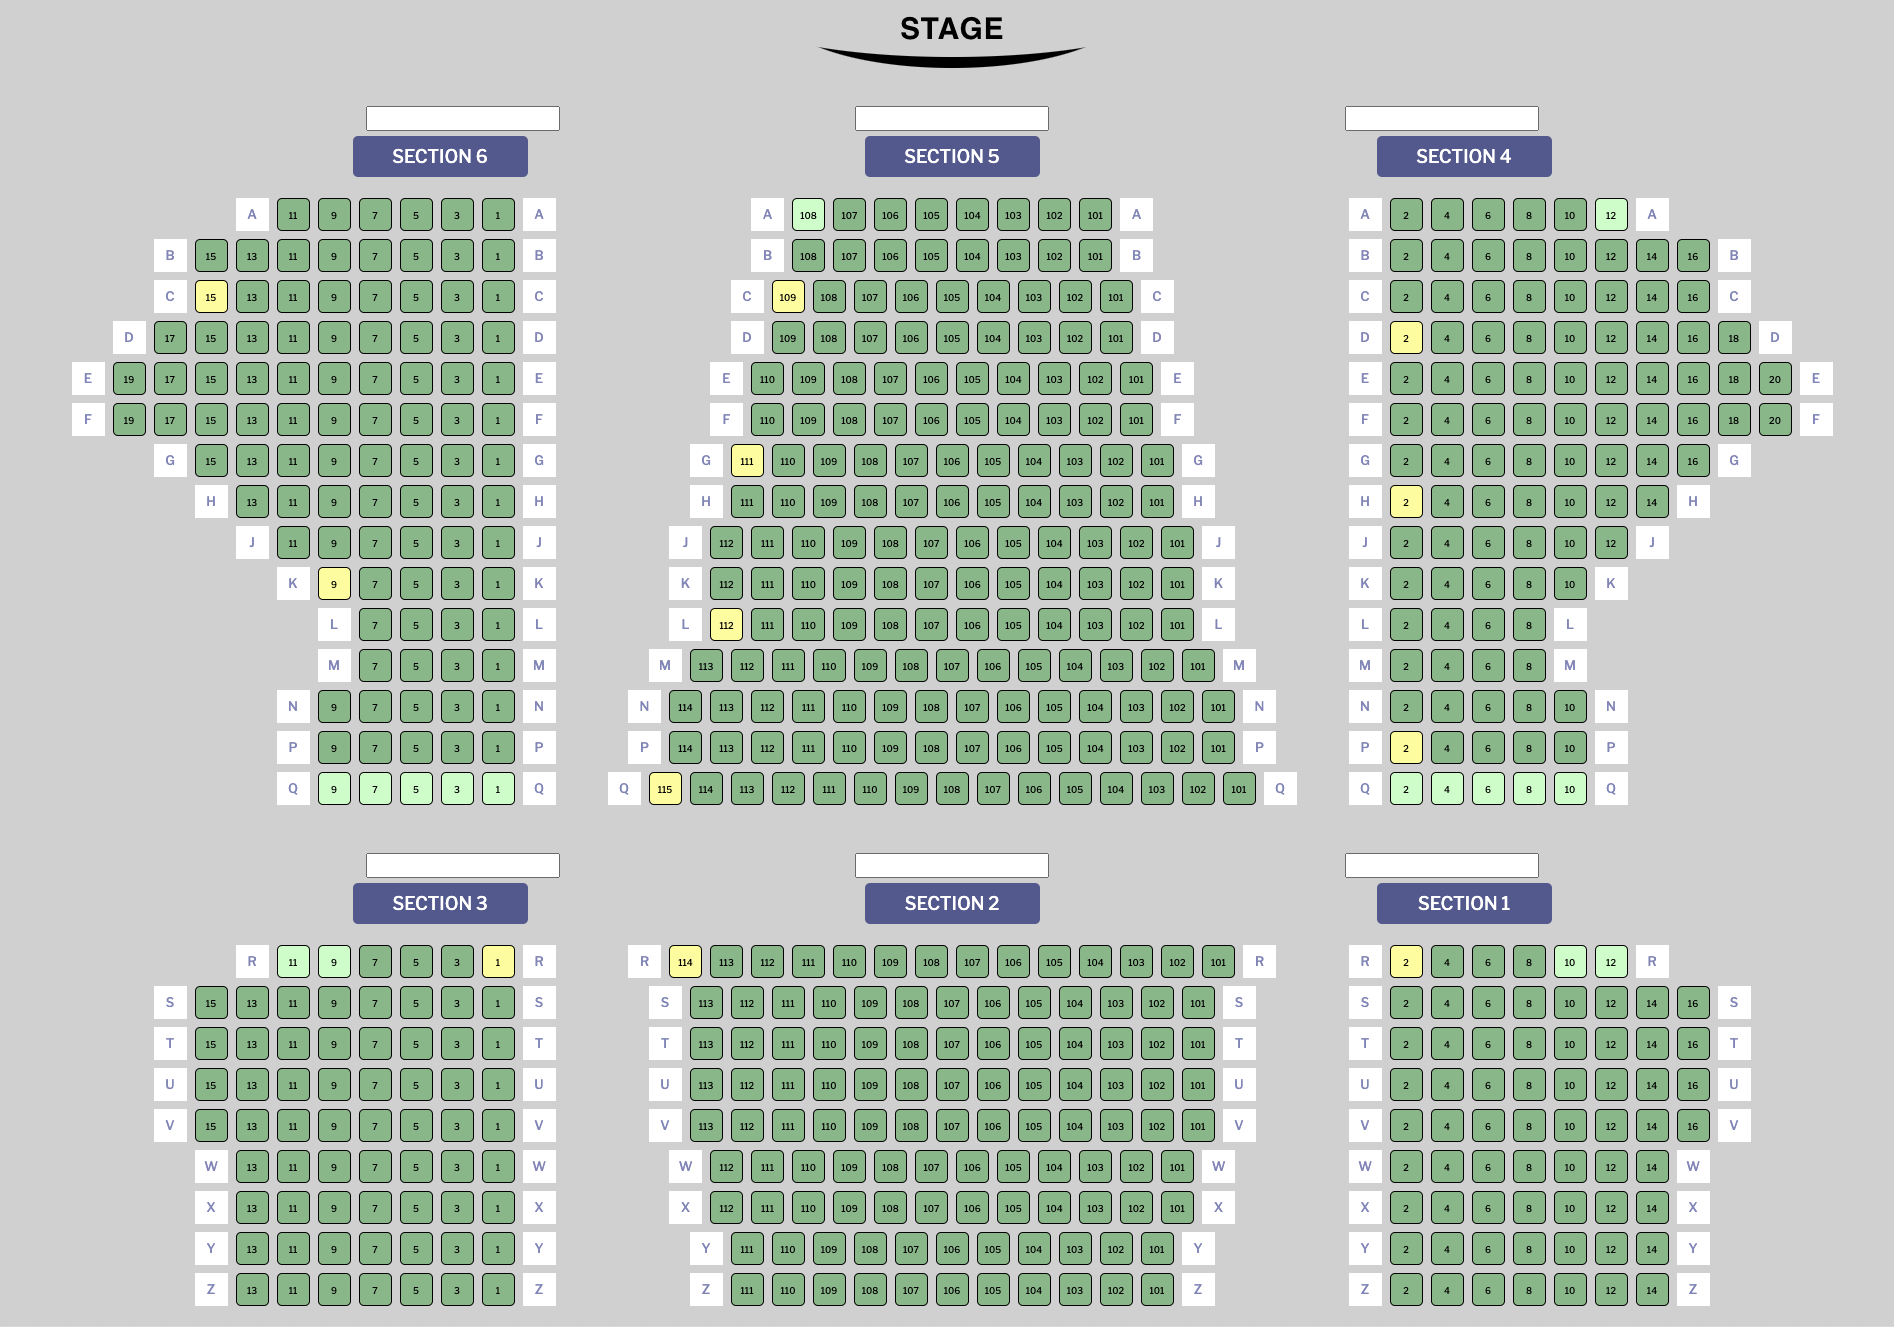 STAGE
SECTION 6 SECTION 5 SECTION 4
A 11 9 7 5 3 1 A A 108 107 106 105 104 103 102 101 A A 2 4 6 8 10 12 A
B 15 13 11 9 7 5 3 1 B B 108 107 106 105 104 103 102 101 B B 2 4 6 8 10 12 14 16 B
C 15 13 11 9 7 5 3 1 C C 109 108 107 106 105 104 103 102 101 C C 2 4 6 8 10 12 14 16 C
D 17 15 13 11 9 7 5 3 1 D D 109 108 107 106 105 104 103 102 101 D D 2 4 6 8 10 12 14 16 18 D
E 19 17 15 13 11 9 7 5 3 1 E E 110 109 108 107 106 105 104 103 102 101 E E 2 4 6 8 10 12 14 16 18 20 E
F 19 17 15 13 11 9 7 5 3 1 F F 110 109 108 107 106 105 104 103 102 101 F F 2 4 6 8 10 12 14 16 18 20 F
G 15 13 11 9 7 5 3 1 G G 111 110 109 108 107 106 105 104 103 102 101 G G 2 4 6 8 10 12 14 16 G
H 13 11 9 7 5 3 1 H H 111 110 109 108 107 106 105 104 103 102 101 H H 2 4 6 8 10 12 14 H
J 11 9 7 5 3 1 J J 112 111 110 109 108 107 106 105 104 103 102 101 J J 2 4 6 8 10 12 J
K 9 7 5 3 1 K K 112 111 110 109 108 107 106 105 104 103 102 101 K K 2 4 6 8 10 K
L 7 5 3 1 L L 112 111 110 109 108 107 106 105 104 103 102 101 L L 2 4 6 8 L
M 7 5 3 1 M M 113 112 111 110 109 108 107 106 105 104 103 102 101 M M 2 4 6 8 M
N 9 7 5 3 1 N N 114 113 112 111 110 109 108 107 106 105 104 103 102 101 N N 2 4 6 8 10 N
P 9 7 5 3 1 P P 114 113 112 111 110 109 108 107 106 105 104 103 102 101 P P 2 4 6 8 10 P
Q 9 7 5 3 1 Q Q 115 114 113 112 111 110 109 108 107 106 105 104 103 102 101 Q Q 2 4 6 8 10 Q
SECTION 3 SECTION 2 SECTION 1
R 11 9 7 5 3 1 R R 114 113 112 111 110 109 108 107 106 105 104 103 102 101 R R 2 4 6 8 10 12 R
S 15 13 11 9 7 5 3 1 S S 113 112 111 110 109 108 107 106 105 104 103 102 101 S S 2 4 6 8 10 12 14 16 S
T 15 13 11 9 7 5 3 1 T T 113 112 111 110 109 108 107 106 105 104 103 102 101 T T 2 4 6 8 10 12 14 16 T
U 15 13 11 9 7 5 3 1 U U 113 112 111 110 109 108 107 106 105 104 103 102 101 U U 2 4 6 8 10 12 14 16 U
V 15 13 11 9 7 5 3 1 V V 113 112 111 110 109 108 107 106 105 104 103 102 101 V V 2 4 6 8 10 12 14 16 V
W 13 11 9 7 5 3 1 W W 112 111 110 109 108 107 106 105 104 103 102 101 W W 2 4 6 8 10 12 14 W
X 13 11 9 7 5 3 1 X X 112 111 110 109 108 107 106 105 104 103 102 101 X X 2 4 6 8 10 12 14 X
Y 13 11 9 7 5 3 1 Y Y 111 110 109 108 107 106 105 104 103 102 101 Y Y 2 4 6 8 10 12 14 Y
Z 13 11 9 7 5 3 1 Z Z 111 110 109 108 107 106 105 104 103 102 101 Z Z 2 4 6 8 10 12 14 Z